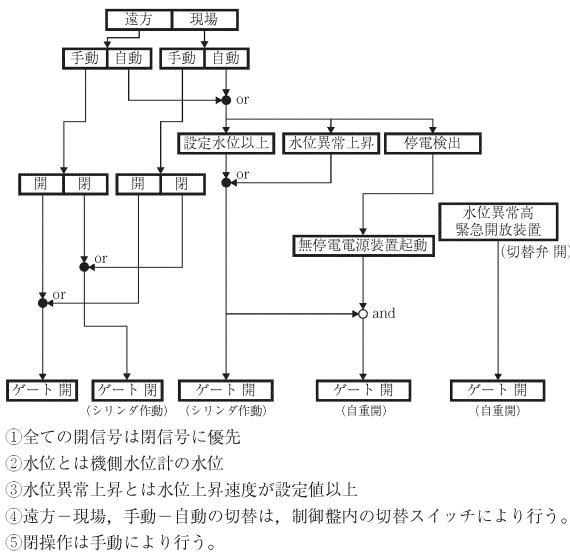 遠方 現場
手動 自動 手動 自動
or
設定水位以上 水位異常上昇 停電検出
or
開 閉 開 閉
水位異常高
緊急開放装置
(切替弁 開)
無停電電源装置起動
or
or
and
ゲート 開 ゲート 閉 ゲート 開 ゲート 開 ゲート 開
(シリンダ作動) (シリンダ作動) (自重開) (自重開)
①全ての開信号は閉信号に優先
②水位とは機側水位計の水位
③水位異常上昇とは水位上昇速度が設定値以上
④遠方－現場，手動－自動の切替は，制御盤内の切替スイッチにより行う。
⑤閉操作は手動により行う。